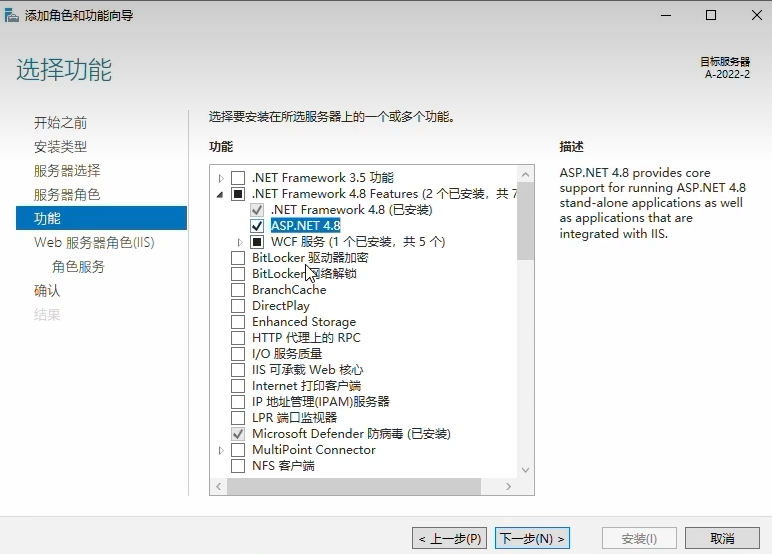 添加角色和功能向导
选择功能
目标服务器
A-2022-2
开始之前
安装类型
服务器选择
服务器角色
功能
Web 服务器角色(IIS)
角色服务
确认
结果
选择要安装在所选服务器上的一个或多个功能。
功能
.NET Framework 3.5 功能
.NET Framework 4.8 Features (2 个已安装，共 7
.NET Framework 4.8 (已安装)
ASP.NET 4.8
WCF 服务 (1 个已安装，共 5 个)
BitLocker 驱动器加密
BitLocker 网络解锁
BranchCache
DirectPlay
Enhanced Storage
HTTP 代理上的 RPC
I/O 服务质量
IIS 可承载 Web 核心
Internet 打印客户端
IP 地址管理(IPAM)服务器
LPR 端口监视器
Microsoft Defender 防病毒 (已安装)
MultiPoint Connector
NFS 客户端
描述
ASP.NET 4.8 provides core
support for running ASP.NET 4.8
stand-alone applications as well
as applications that are
integrated with IIS.
< 上一步(P)
下一步(N) >
安装(I)
取消